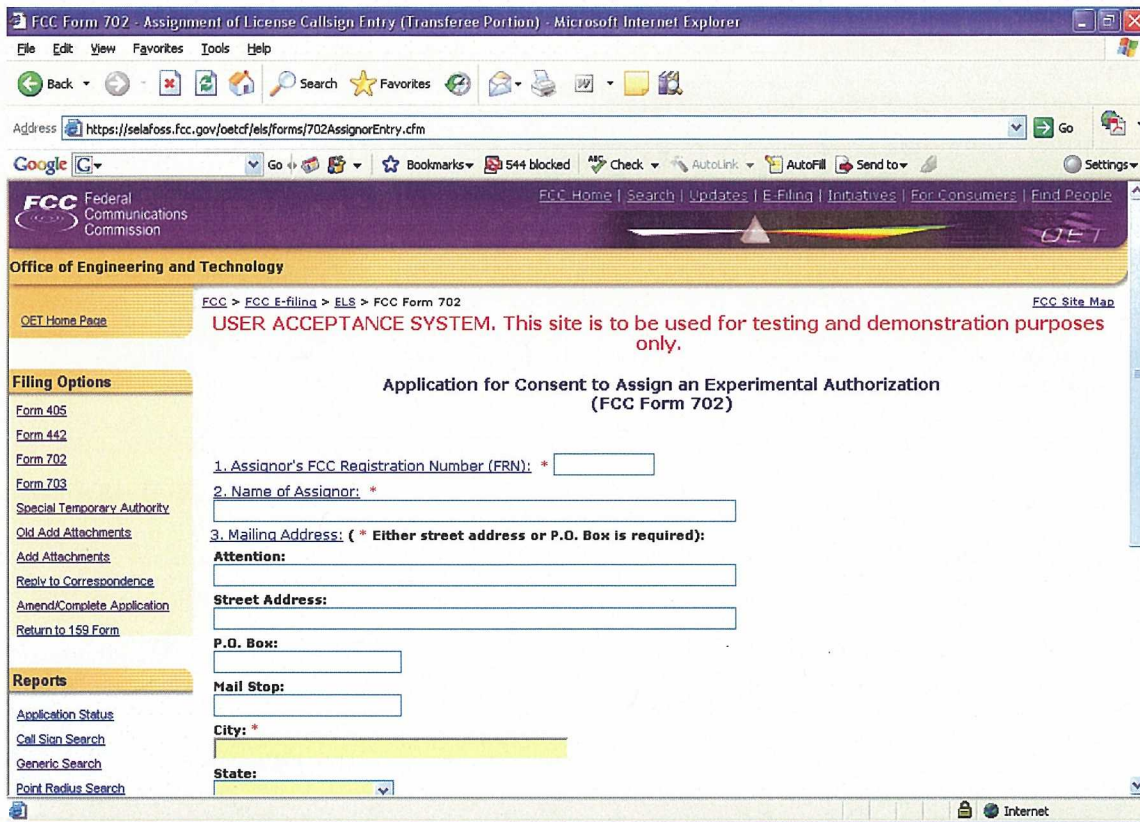 FCC Form 702 - Assignment of License Callsign Entry (Transferee Portion) - Microsoft Internet Explorer
File Edit View Favorites Tools Help
Back Search Favorites
Address https://selafoss.fcc.gov/oetcf/els/forms/702AssignorEntry.cfm Go
Google G Go Bookmarks 544 blocked Check AutoLink AutoFill Send to Settings
FCC Federal Communications Commission
FCC Home | Search | Updates | E-Filing | Initiatives | For Consumers | Find People
OET
Office of Engineering and Technology
OET Home Page
FCC > FCC E-filing > ELS > FCC Form 702
FCC Site Map
USER ACCEPTANCE SYSTEM. This site is to be used for testing and demonstration purposes
only.
Filing Options
Form 405
Form 442
Form 702
Form 703
Special Temporary Authority
Old Add Attachments
Add Attachments
Reply to Correspondence
Amend/Complete Application
Return to 159 Form
Reports
Application Status
Call Sign Search
Generic Search
Point Radius Search
Application for Consent to Assign an Experimental Authorization
(FCC Form 702)
1. Assignor's FCC Registration Number (FRN): *
2. Name of Assignor: *
3. Mailing Address: ( * Either street address or P.O. Box is required):
Attention:
Street Address:
P.O. Box:
Mail Stop:
City: *
State:
Internet